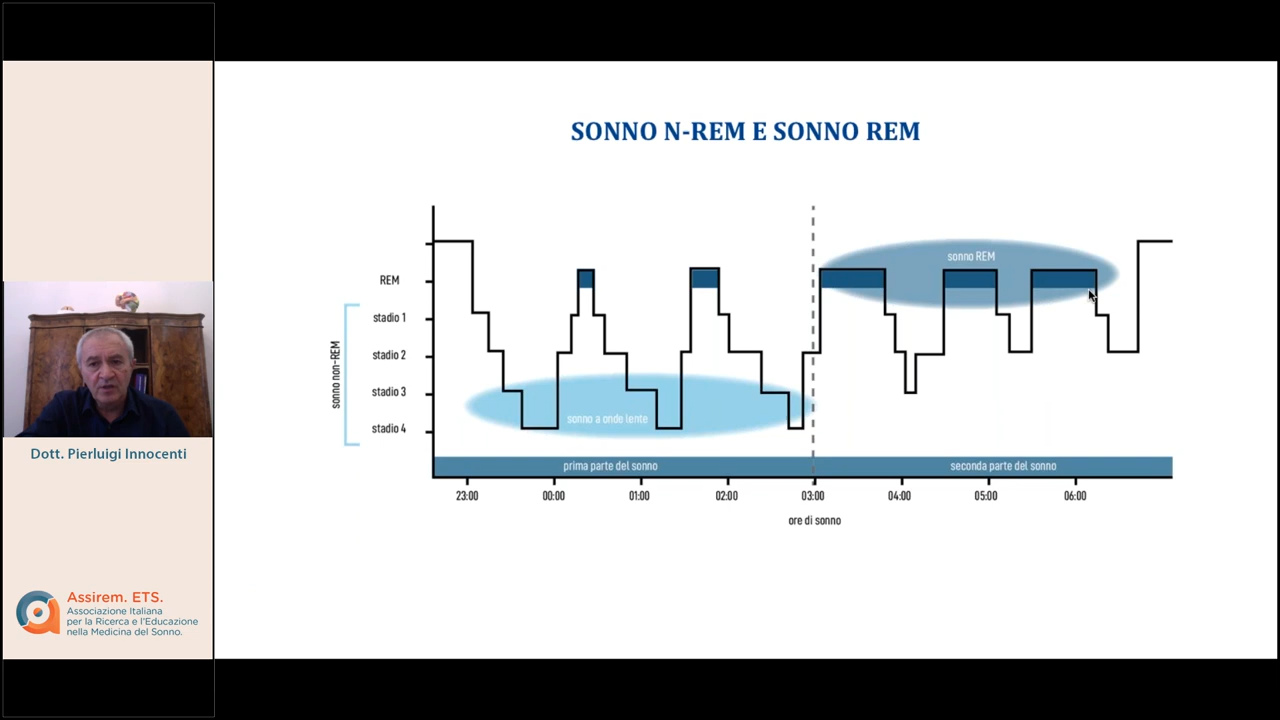 SONNO N-REM E SONNO REM
REM
stadio 1
stadio 2
stadio 3
stadio 4
sonno non-REM
sonno REM
sonno a onde lente
prima parte del sonno
seconda parte del sonno
23:00 00:00 01:00 02:00 03:00 04:00 05:00 06:00
ore di sonno
Dott. Pierluigi Innocenti
Assirem. ETS.
Associazione Italiana
per la Ricerca e l'Educazione
nella Medicina del Sonno.